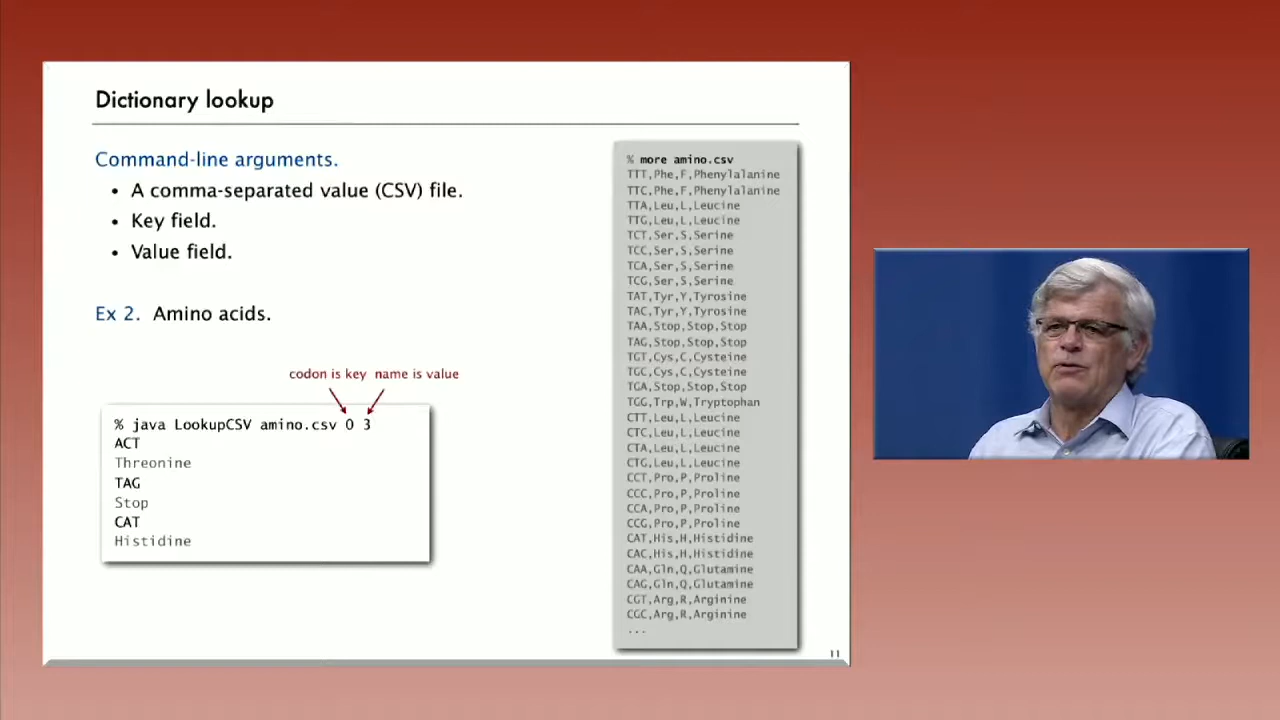 Dictionary lookup
Command-line arguments.
• A comma-separated value (CSV) file.
• Key field.
• Value field.
Ex 2. Amino acids.
codon is key name is value
% java LookupCSV amino.csv 0 3
ACT
Threonine
TAG
Stop
CAT
Histidine
% more amino.csv
TTT,Phe,F,Phenylalanine
TTC,Phe,F,Phenylalanine
TTA,Leu,L,Leucine
TTG,Leu,L,Leucine
TCT,Ser,S,Serine
TCC,Ser,S,Serine
TCA,Ser,S,Serine
TCG,Ser,S,Serine
TAT,Tyr,Y,Tyrosine
TAC,Tyr,Y,Tyrosine
TAA,Stop,Stop,Stop
TAG,Stop,Stop,Stop
TGT,Cys,C,Cysteine
TGC,Cys,C,Cysteine
TGA,Stop,Stop,Stop
TGG,Trp,W,Tryptophan
CTT,Leu,L,Leucine
CTC,Leu,L,Leucine
CTA,Leu,L,Leucine
CTG,Leu,L,Leucine
CCT,Pro,P,Proline
CCC,Pro,P,Proline
CCA,Pro,P,Proline
CCG,Pro,P,Proline
CAT,His,H,Histidine
CAC,His,H,Histidine
CAA,Gln,Q,Glutamine
CAG,Gln,Q,Glutamine
CGT,Arg,R,Arginine
CGC,Arg,R,Arginine
...
11